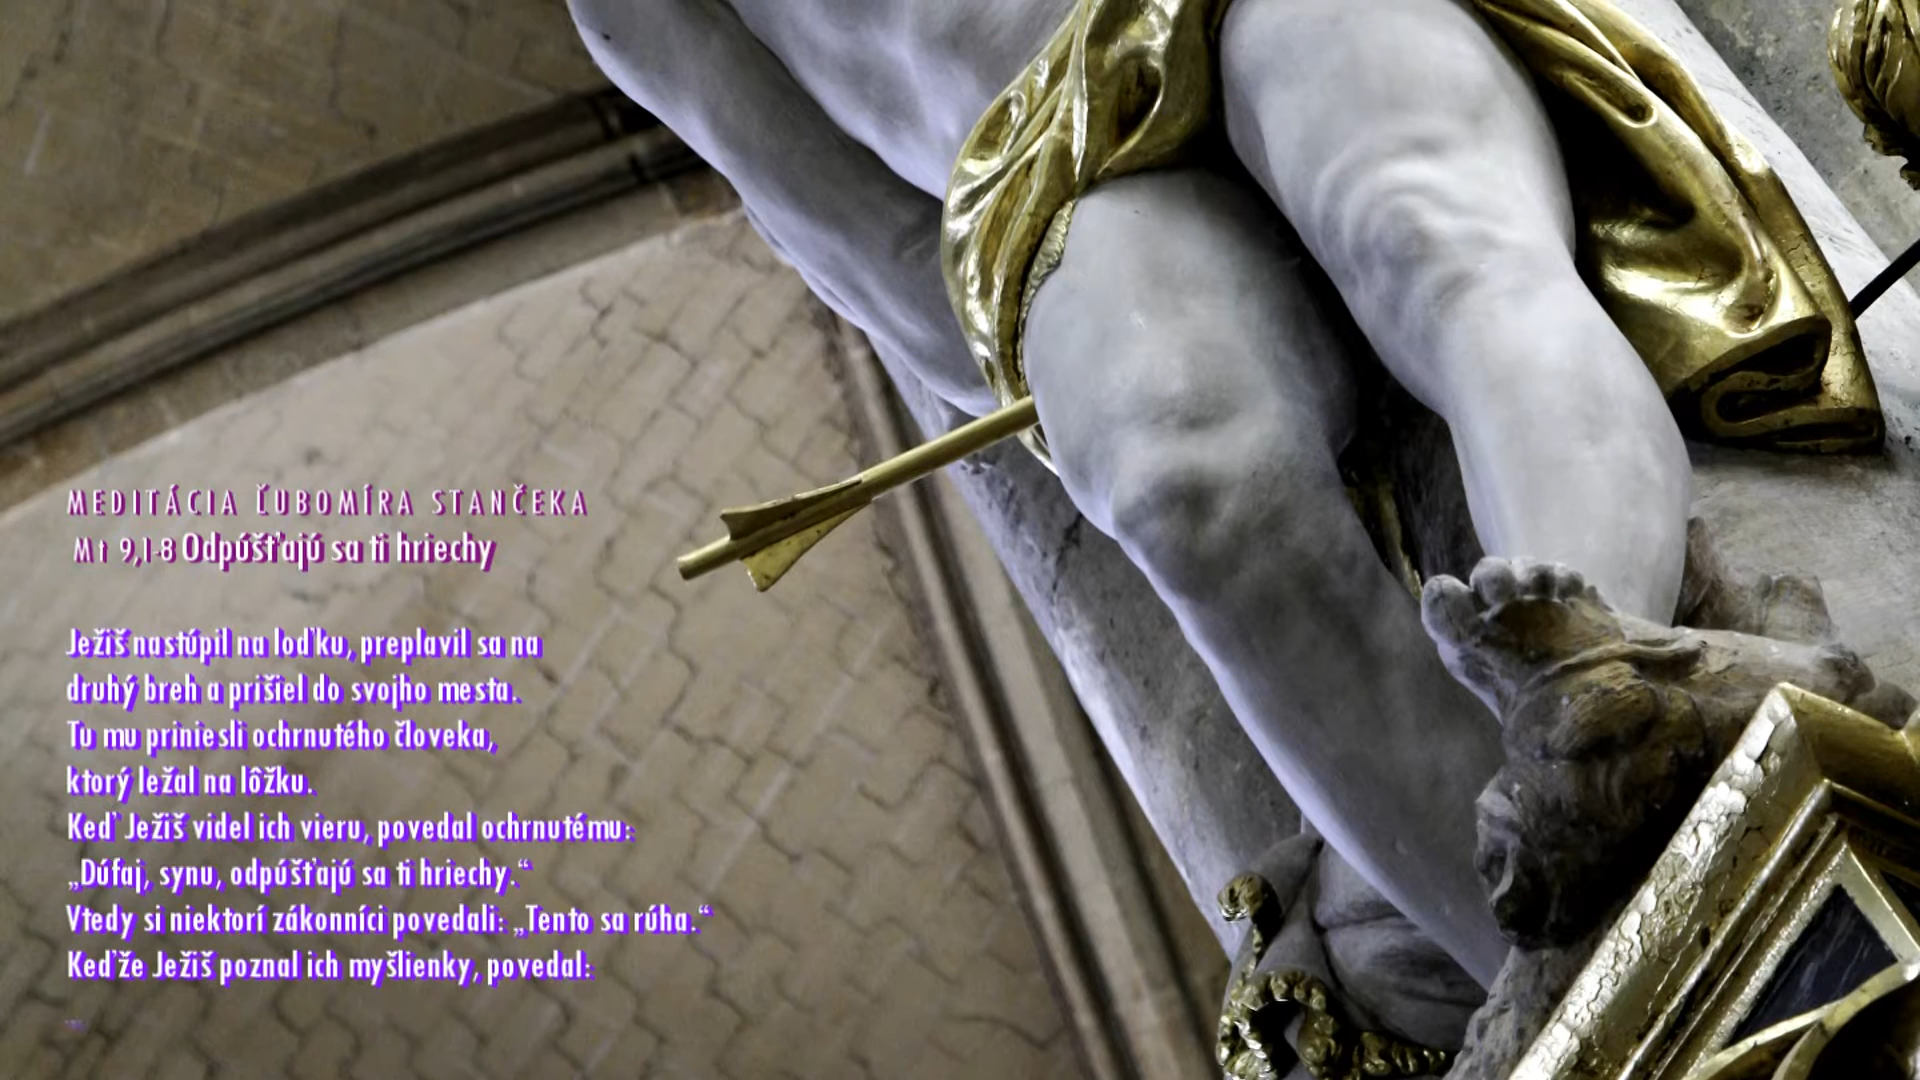 MEDITÁCIA ĽUBOMÍRA STANČEKA
Mt 9,1-8 Odpúšťajú sa ti hriechy
Ježiš nastúpil na loďku, preplavil sa na
druhý breh a prišiel do svojho mesta.
Tu mu priniesli ochrnutého človeka,
ktorý ležal na lôžku.
Keď Ježiš videl ich vieru, povedal ochrnutému:
„Dúfaj, synu, odpúšťajú sa ti hriechy.“
Vtedy si niektorí zákonníci povedali: „Tento sa rúha.“
Keďže Ježiš poznal ich myšlienky, povedal: